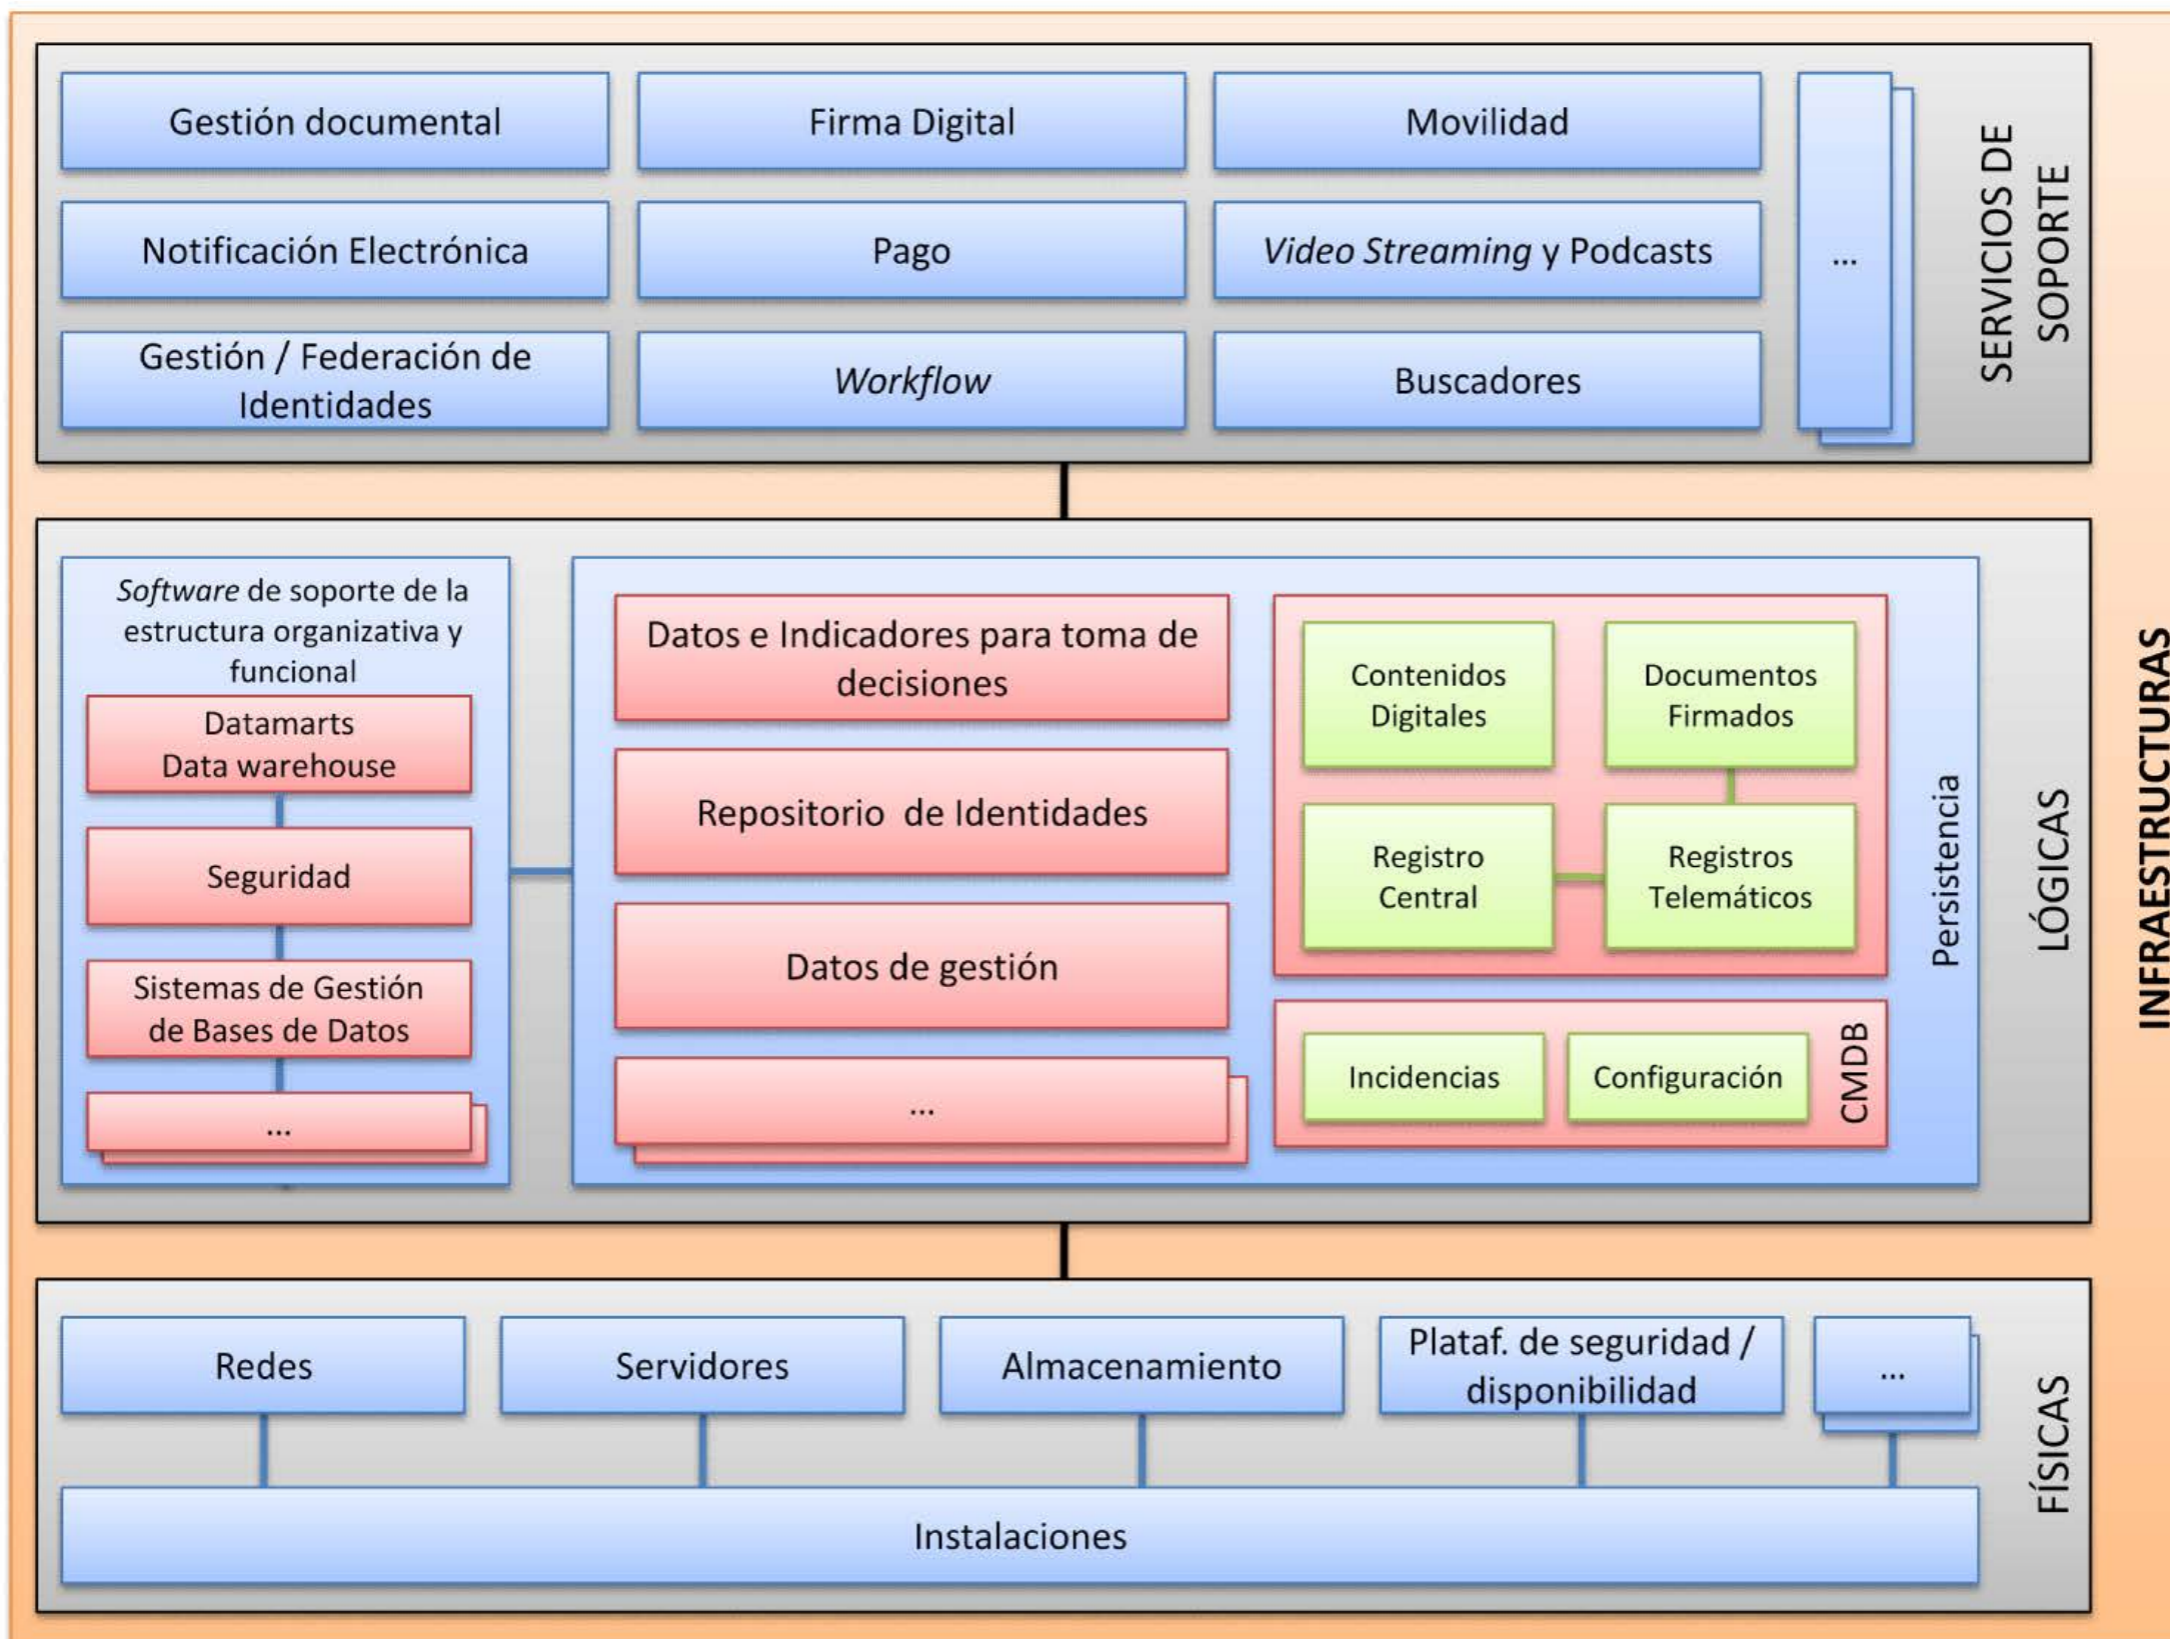 Gestión documental
Firma Digital
Movilidad
Notificación Electrónica
Pago
Video Streaming y Podcasts
...
Gestión / Federación de
Identidades
Workflow
Buscadores
SERVICIOS DE
SOPORTE
Software de soporte de la
estructura organizativa y
funcional
Datamarts
Data warehouse
Seguridad
Sistemas de Gestión
de Bases de Datos
...
Datos e Indicadores para toma de
decisiones
Repositorio de Identidades
Datos de gestión
...
Contenidos
Digitales
Documentos
Firmados
Registro
Central
Registros
Telemáticos
Incidencias
Configuración
CMDB
Persistencia
LÓGICAS
Redes
Servidores
Almacenamiento
Plataf. de seguridad /
disponibilidad
...
Instalaciones
FÍSICAS
INFRAESTRUCTURAS